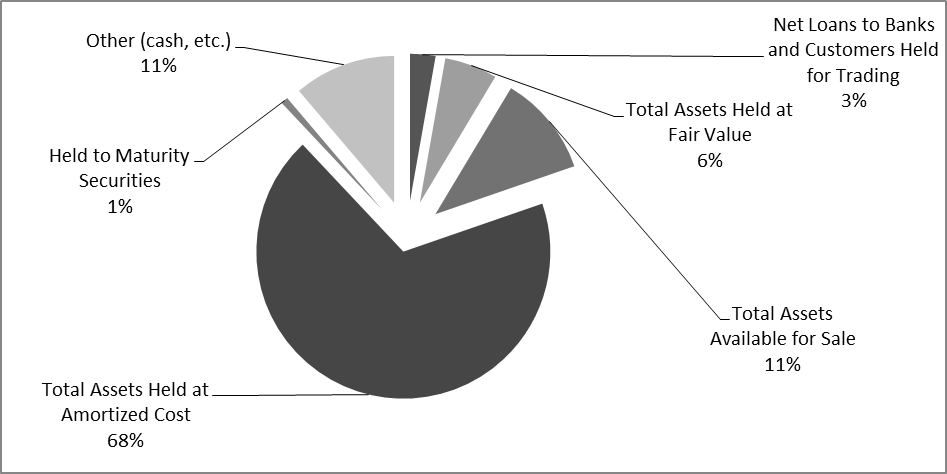 Net Loans to Banks
and Customers Held
for Trading
3%
Total Assets Held at
Fair Value
6%
Total Assets
Available for Sale
11%
Total Assets Held at
Amortized Cost
68%
Held to Maturity
Securities
1%
Other (cash, etc.)
11%